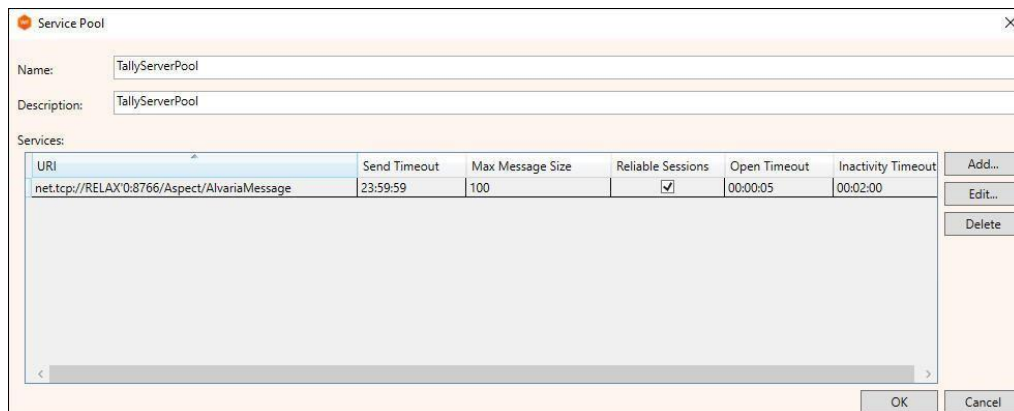 Service Pool
Name: TallyServerPool
Description: TallyServerPool
Services:
URI Send Timeout Max Message Size Reliable Sessions Open Timeout Inactivity Timeout Add...
net.tcp://RELAX'0:8766/Aspect/AlvariaMessage 23:59:59 100 00:00:05 00:02:00
Edit...
Delete
OK Cancel